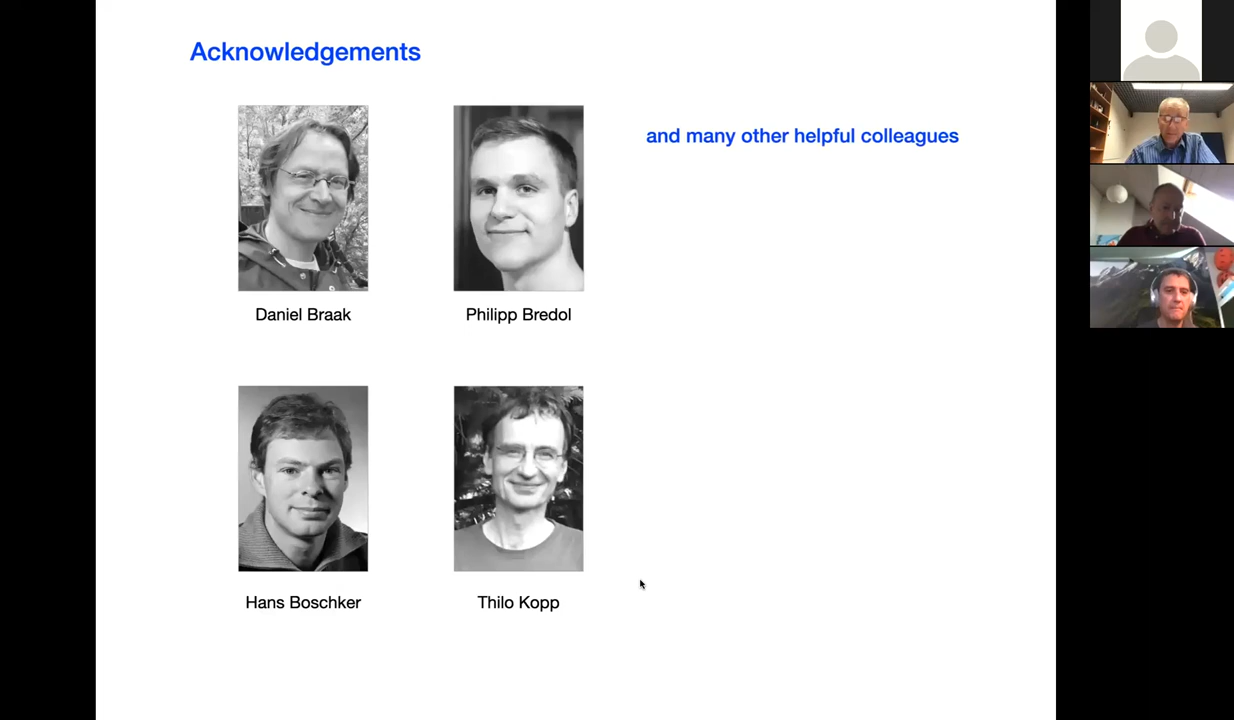 Acknowledgements
and many other helpful colleagues
Daniel Braak
Philipp Bredol
Hans Boschker
Thilo Kopp